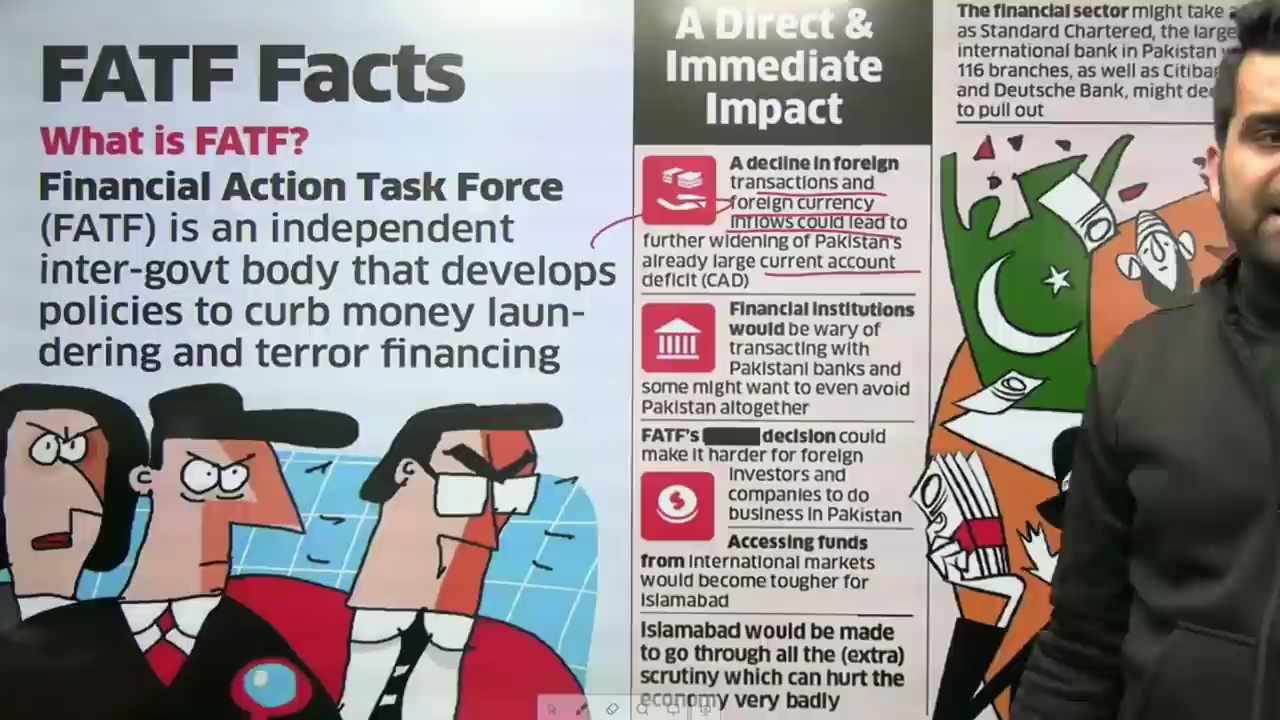 FATF Facts
What is FATF?
Financial Action Task Force
(FATF) is an independent
inter-govt body that develops
policies to curb money laun-
dering and terror financing
A Direct &
Immediate
Impact
A decline in foreign
transactions and
foreign currency
inflows could lead to
further widening of Pakistan's
already large current account
deficit (CAD)
Financial institutions
would be wary of
transacting with
Pakistani banks and
some might want to even avoid
Pakistan altogether
FATF's decision could
make it harder for foreign
investors and
companies to do
business in Pakistan
Accessing funds
from international markets
would become tougher for
Islamabad
Islamabad would be made
to go through all the (extra)
scrutiny which can hurt the
economy very badly
The financial sector might take
as Standard Chartered, the
international bank in Pakistan
116 branches, as well as
and Deutsche Bank, might
to pull out